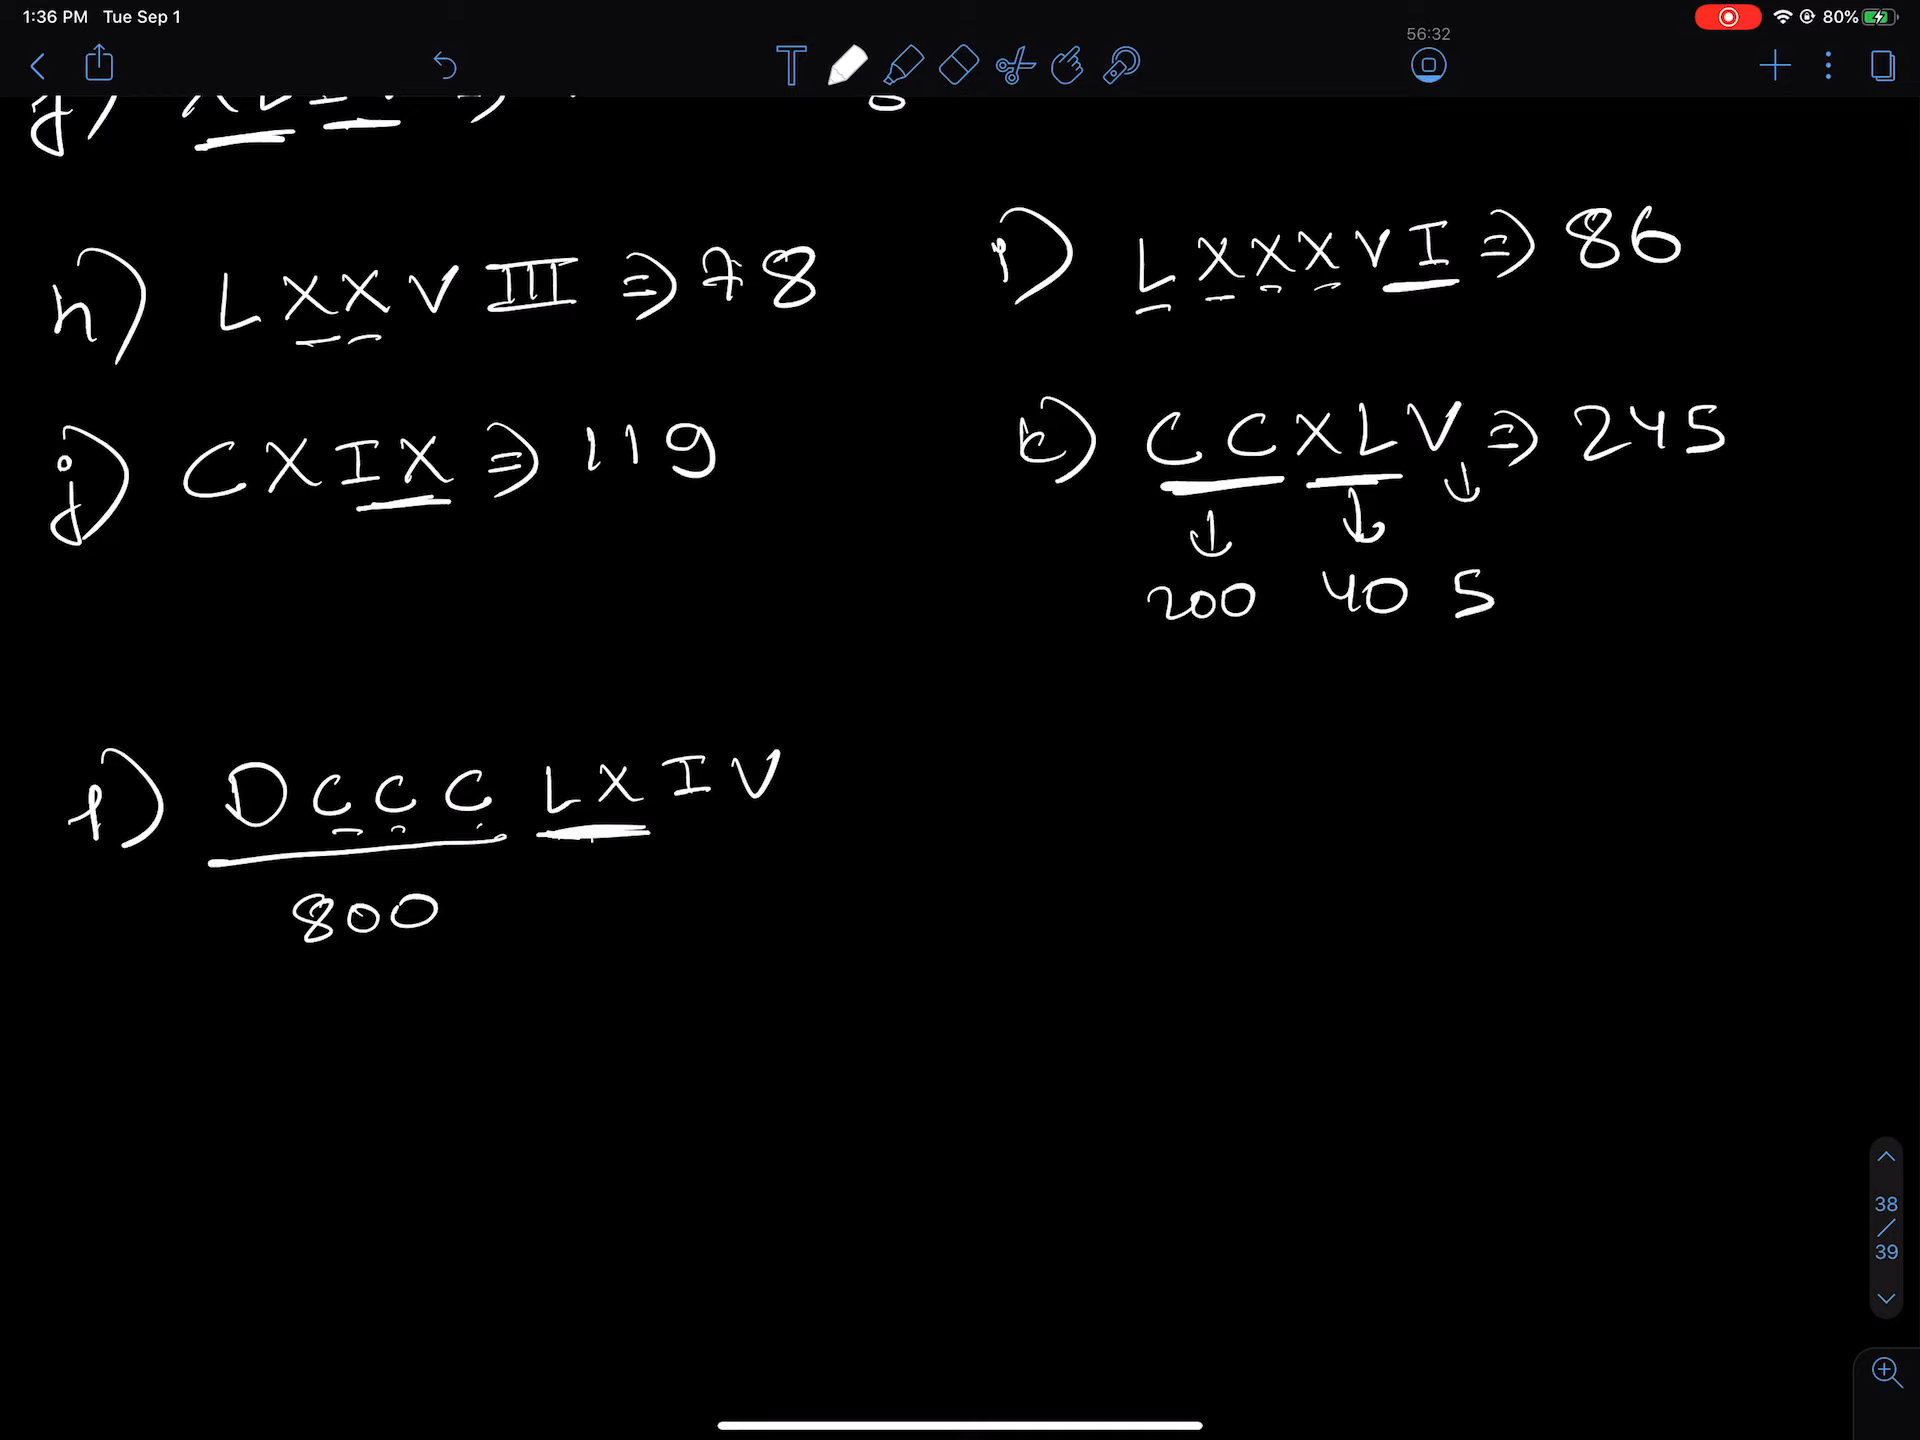 1:36 PM Tue Sep 1
80%
56:32
h) LXXVIII => 78
i) LXXXVI => 86
j) CXIX => 119
k) CCXLV => 245
200 40 5
l) DCCCLXIV
800
38
/
39